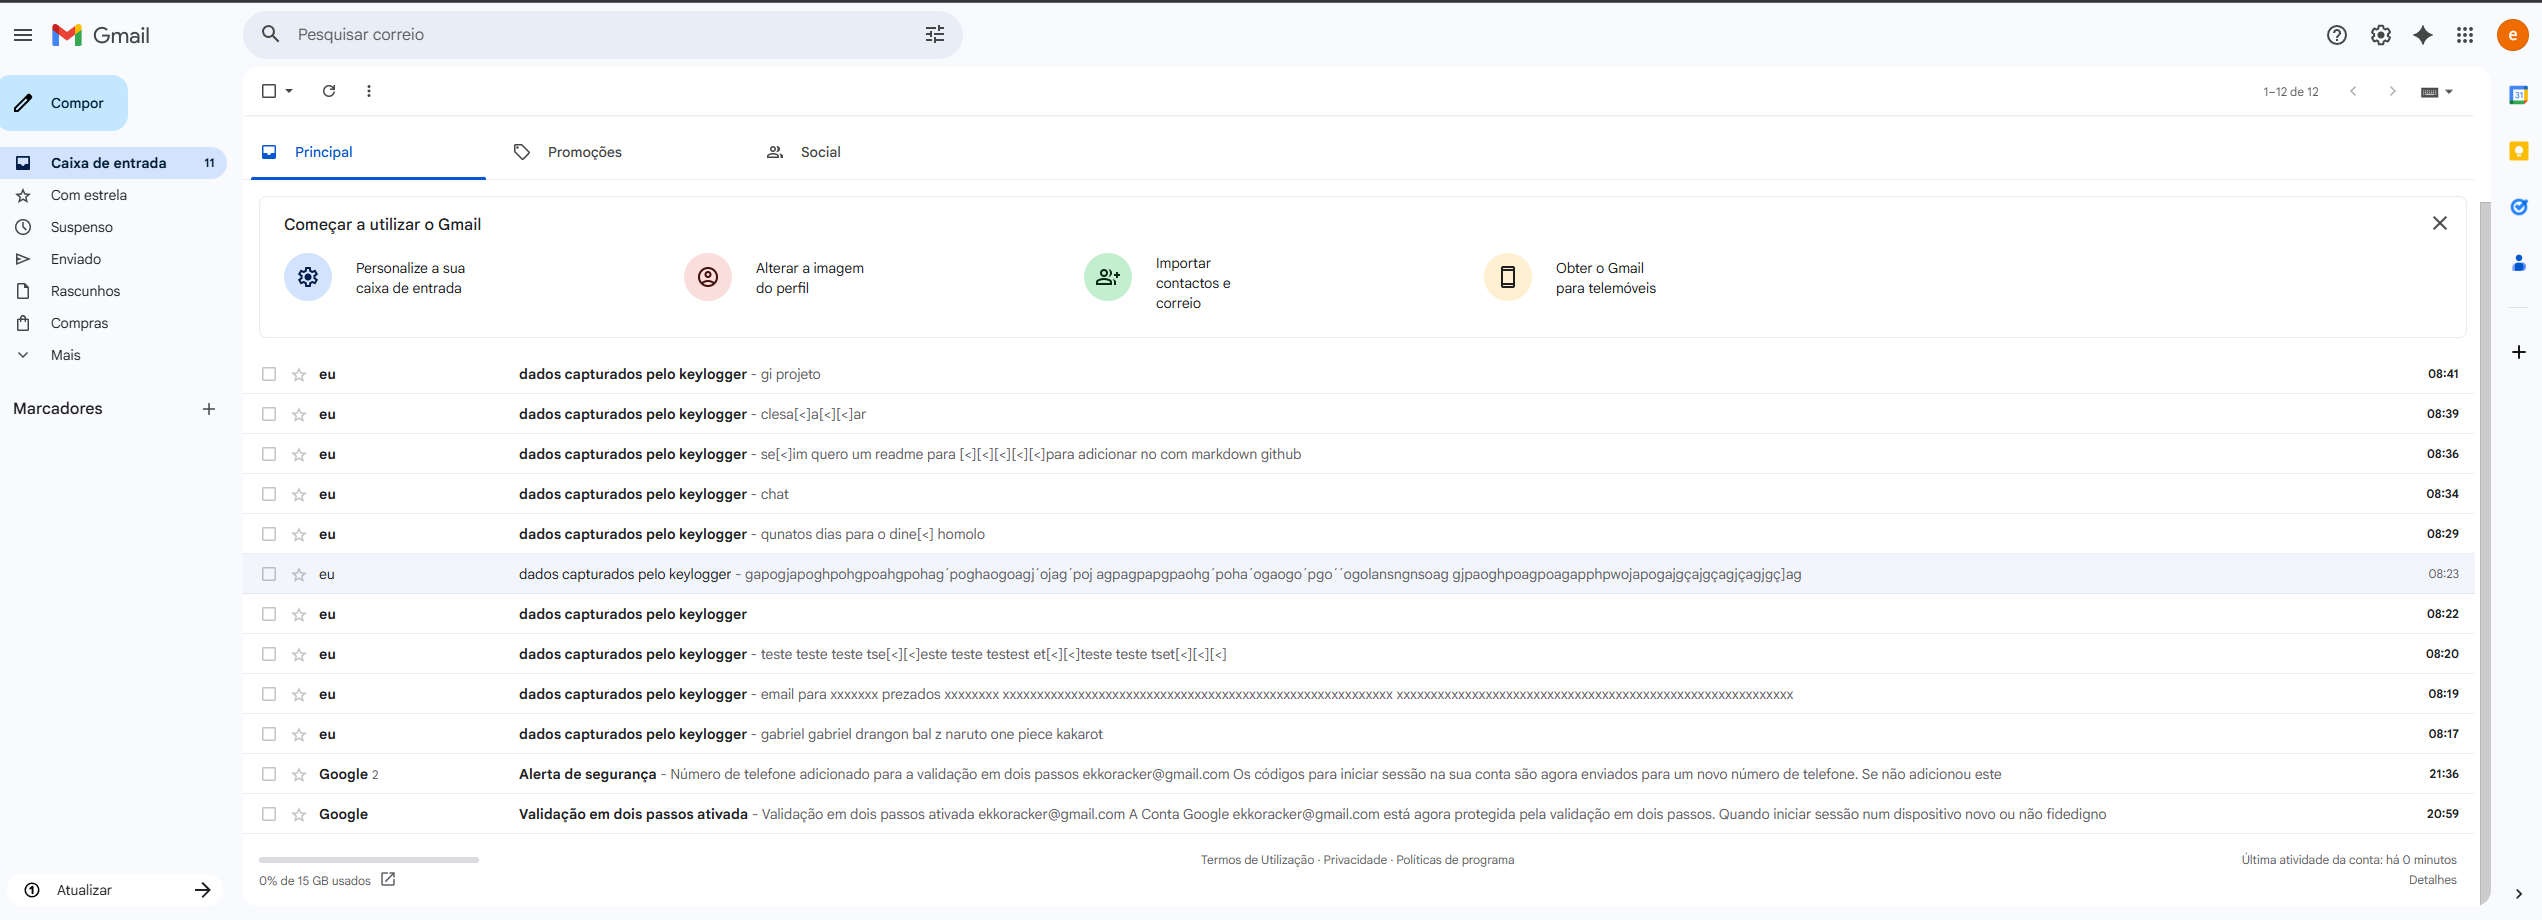 Gmail
Pesquisar correio
e
Compor
1–12 de 12
Caixa de entrada 11
Com estrela
Suspenso
Enviado
Rascunhos
Compras
Mais
Marcadores
Principal
Promoções
Social
Começar a utilizar o Gmail
Personalize a sua
caixa de entrada
Alterar a imagem
do perfil
Importar
contactos e
correio
Obter o Gmail
para telemóveis
eu dados capturados pelo keylogger - gi projeto 08:41
eu dados capturados pelo keylogger - clesa[<]a[<][<]ar 08:39
eu dados capturados pelo keylogger - se[<]im quero um readme para [<][<][<][<][<]para adicionar no com markdown github 08:36
eu dados capturados pelo keylogger - chat 08:34
eu dados capturados pelo keylogger - qunatos dias para o dine[<] homolo 08:29
eu dados capturados pelo keylogger - gapogjapoghpohgpoahgpohag´poghaogoagj´ojag´poj agpagpapgpaohg´poha´ogaogo´pgo´´ogolansngnsoag gjpaoghpoagpoagapphpwojapogajgçajgçagjçagjgç]ag 08:23
eu dados capturados pelo keylogger 08:22
eu dados capturados pelo keylogger - teste teste teste tse[<][<]este teste testest et[<][<]teste teste tset[<][<][<] 08:20
eu dados capturados pelo keylogger - email para xxxxxxx prezados xxxxxxxx 08:19
eu dados capturados pelo keylogger - gabriel gabriel drangon bal z naruto one piece kakarot 08:17
Google 2 Alerta de segurança - Número de telefone adicionado para a validação em dois passos ekkoracker@gmail.com Os códigos para iniciar sessão na sua conta são agora enviados para um novo número de telefone. Se não adicionou este 21:36
Google Validação em dois passos ativada - Validação em dois passos ativada ekkoracker@gmail.com A Conta Google ekkoracker@gmail.com está agora protegida pela validação em dois passos. Quando iniciar sessão num dispositivo novo ou não fidedigno 20:59
0% de 15 GB usados
Termos de Utilização · Privacidade · Políticas de programa
Última atividade da conta: há 0 minutos
Detalhes
1 Atualizar
31